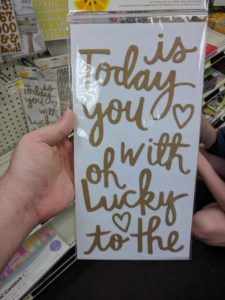 is
Today
you ♡
with
oh
Lucky
♡ to the